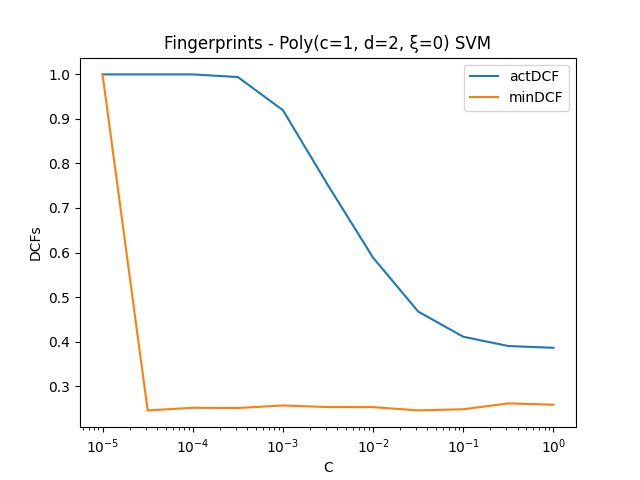 Fingerprints - Poly(c=1, d=2, ξ=0) SVM
actDCF
minDCF
DCFs
1.0
0.9
0.8
0.7
0.6
0.5
0.4
0.3
10⁻⁵
10⁻⁴
10⁻³
10⁻²
10⁻¹
10⁰
C